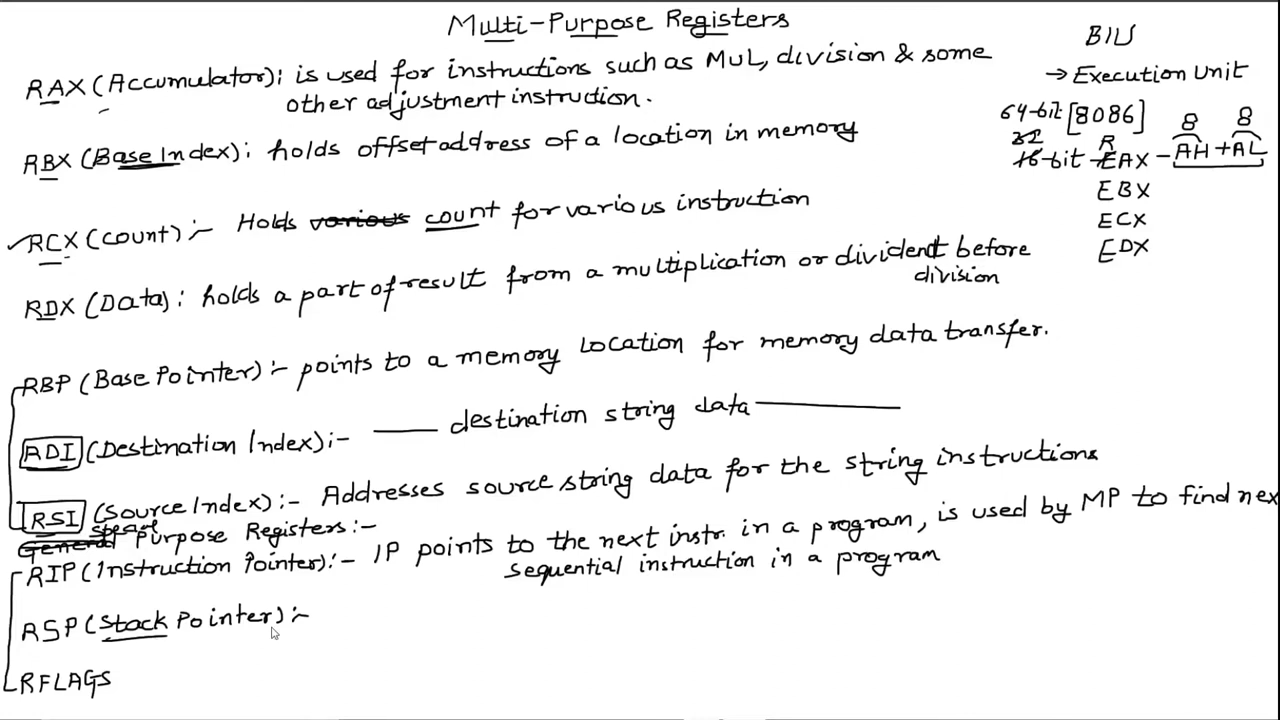 Multi-Purpose Registers
RAX (Accumulator): is used for instructions such as MUL, division & some
other adjustment instruction.
RBX (Base Index): holds offset address of a location in memory
RCX (count):- Holds various count for various instruction
RDX (Data): holds a part of result from a multiplication or dividend before
division
RBP (Base Pointer):- points to a memory Location for memory data transfer.
RDI (Destination Index):- destination string data
RSI (Source Index):- Addresses source string data for the string instructions
special
General Purpose Registers:-
RIP (Instruction Pointer):- IP points to the next instr. in a program, is used by MP to find nex
sequential instruction in a program
RSP (Stack Pointer):-
RFLAGS
BIU
→ Execution Unit
64-bit [8086] 8 8
32 R
16-bit - EAX - AH + AL
EBX
ECX
EDX